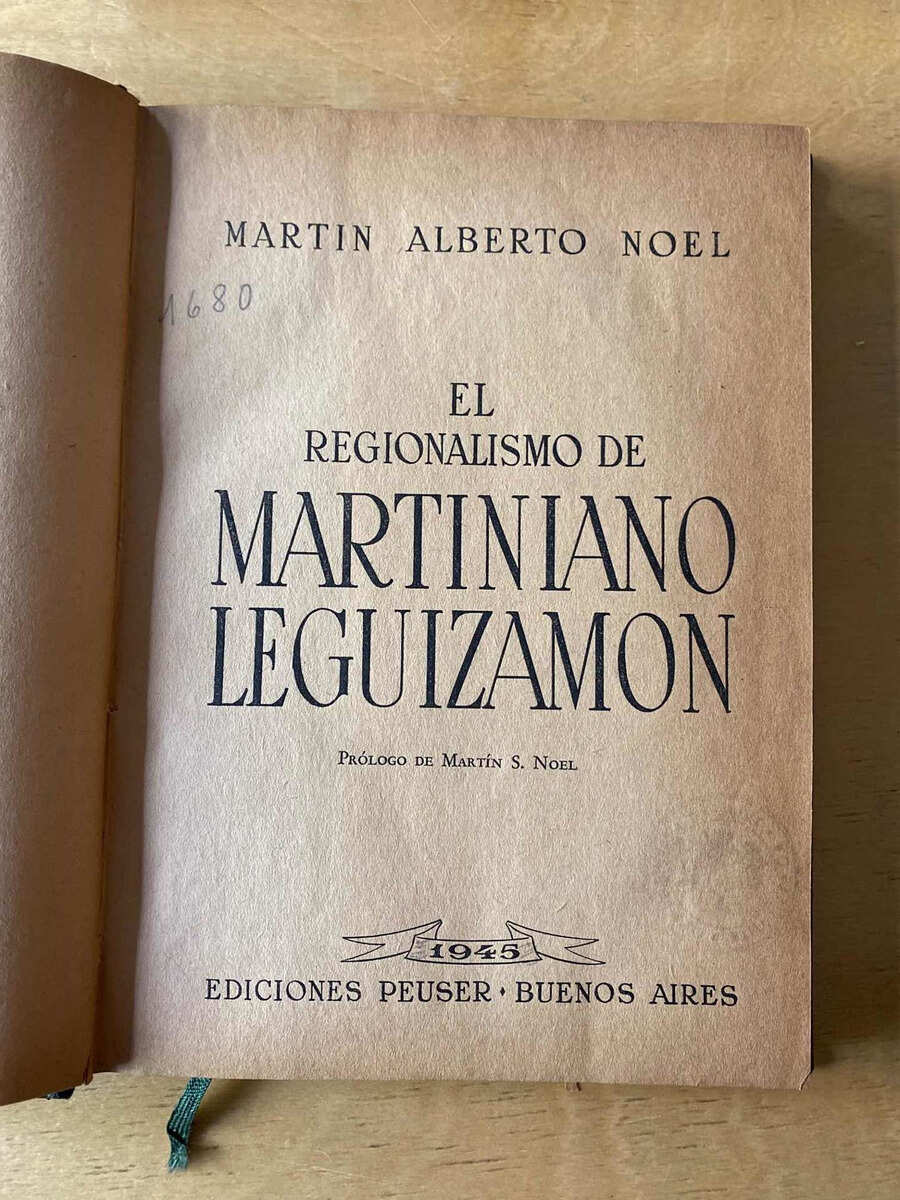 MARTIN ALBERTO NOEL
1680
EL
REGIONALISMO DE
MARTINIANO
LEGUIZAMON
PRÓLOGO DE MARTÍN S. NOEL
1945
EDICIONES PEUSER • BUENOS AIRES